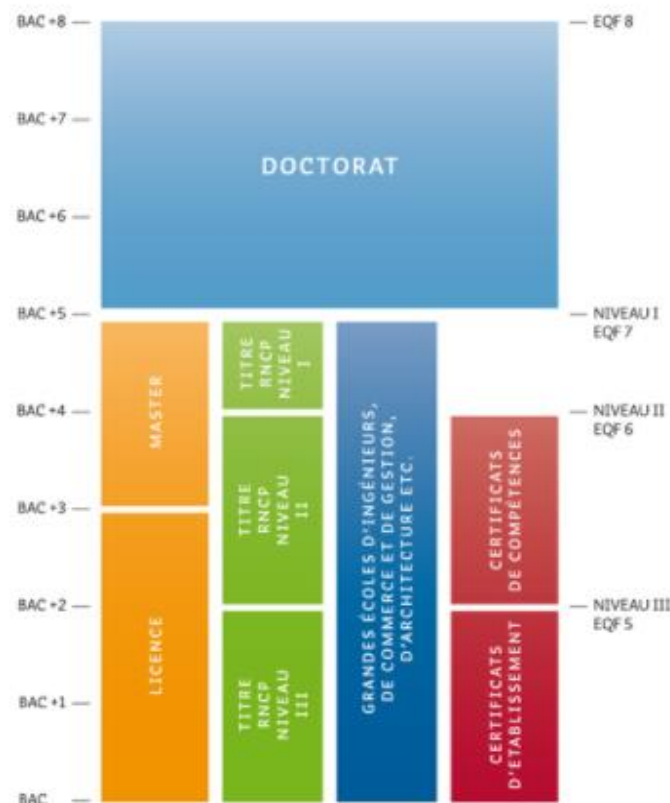 BAC +8
EQF 8
BAC +7
DOCTORAT
BAC +6
BAC +5
NIVEAU I
EQF 7
BAC +4
NIVEAU II
EQF 6
BAC +3
BAC +2
NIVEAU III
EQF 5
BAC +1
BAC
MASTER
LICENCE
TITRE
RNCP
NIVEAU
I
TITRE
RNCP
NIVEAU
II
TITRE
RNCP
NIVEAU
III
GRANDES ÉCOLES D'INGÉNIEURS,
DE COMMERCE ET DE GESTION,
D'ARCHITECTURE ETC.
CERTIFICATS
DE COMPÉTENCES
CERTIFICATS
D'ETABLISSEMENT